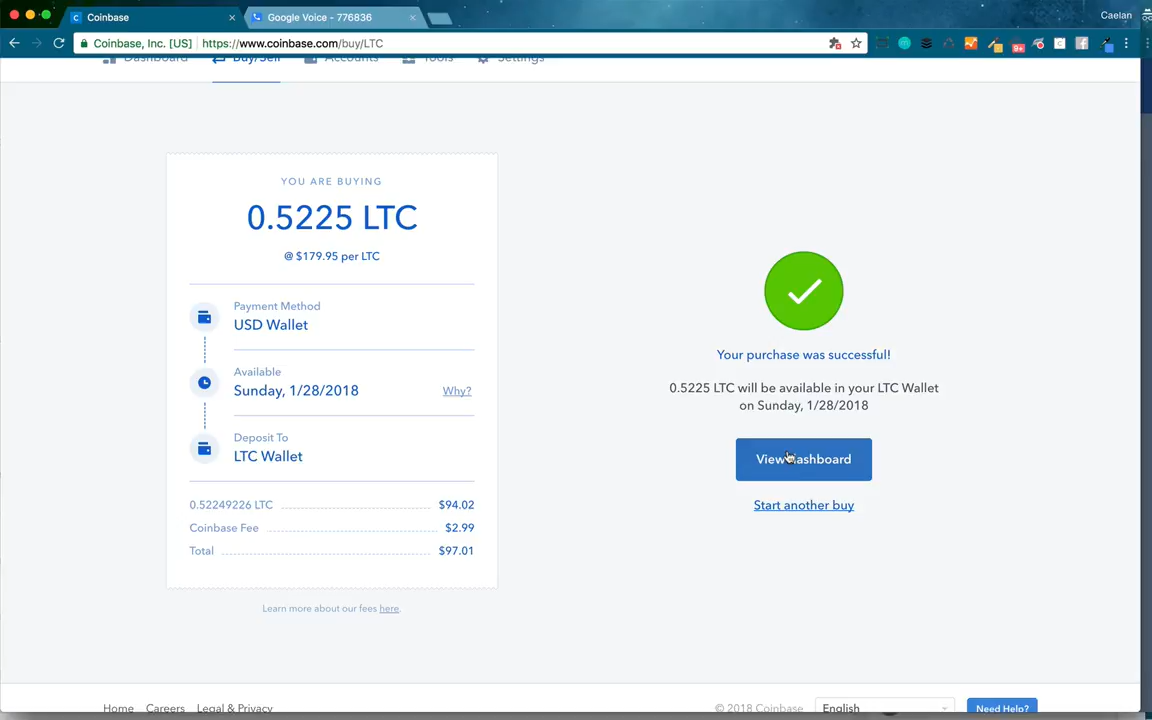 Coinbase
Google Voice - 776836
Caelan
Coinbase, Inc. [US]
https://www.coinbase.com/buy/LTC
Dashboard
Buy/Sell
Accounts
Tools
Settings
YOU ARE BUYING
0.5225 LTC
@ $179.95 per LTC
Payment Method
USD Wallet
Available
Sunday, 1/28/2018
Why?
Deposit To
LTC Wallet
0.52249226 LTC $94.02
Coinbase Fee $2.99
Total $97.01
Learn more about our fees here.
Your purchase was successful!
0.5225 LTC will be available in your LTC Wallet
on Sunday, 1/28/2018
View Dashboard
Start another buy
Home Careers Legal & Privacy
© 2018 Coinbase
English
Need Help?